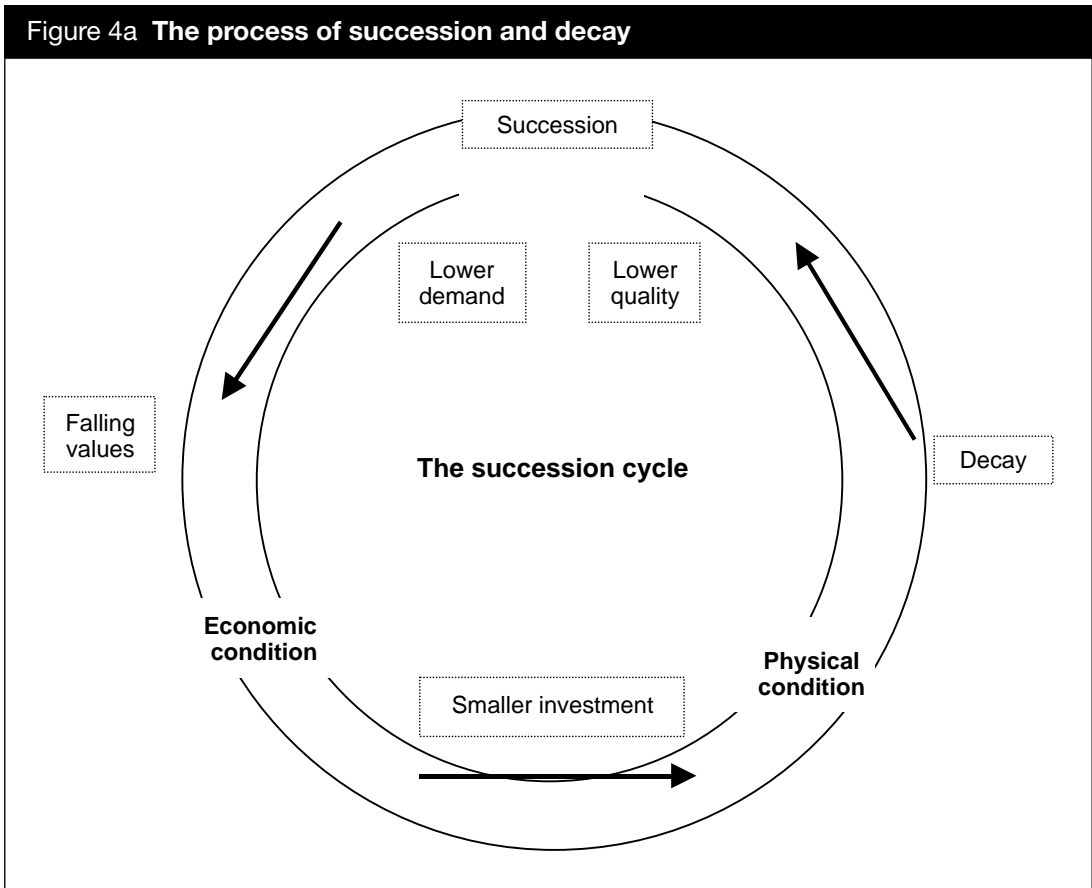 Figure 4a The process of succession and decay
Succession
Lower
demand
Lower
quality
Falling
values
The succession cycle
Decay
Economic
condition
Physical
condition
Smaller investment